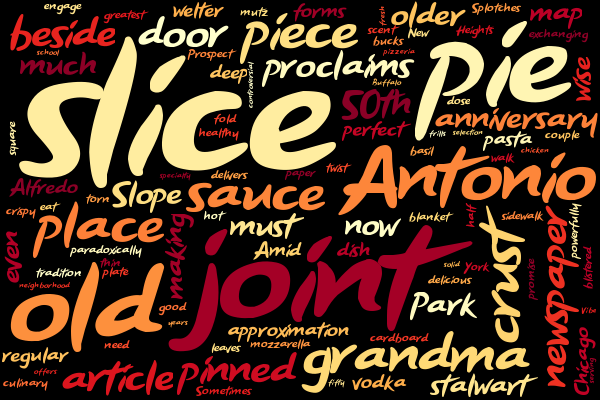 engage
greatest
welter
mutz
forms
older
fresh
Splotches
map
beside
door
piece
scent
New
Heights
exchanging
school
bucks
pizzeria
much
Prospect
deep
controversial
proclaims
Buffalo
pie
wise
slice
50th
dose
anniversary
square
fold
healthy
perfect
frills
selection
pasta
couple
basil
walk
chicken
Alfredo
specialty
delivers
paper
twist
Antonio
crispy
eat
torn
Slope
sauce
place
making
hot
must
now
blanket
half
sidewalk
powerfully
even
paradoxically
Amid
dish
crust
newspaper
tradition
thin
plate
joint
solid
York
promise
blistered
neighborhood
delicious
old
good
years
Park
Vibe
need
approximation
cardboard
regular
leaves
mozzarella
grandma
Chicago
culinary
offers
article
pinned
Sometimes
fifty
vodka
stalwart